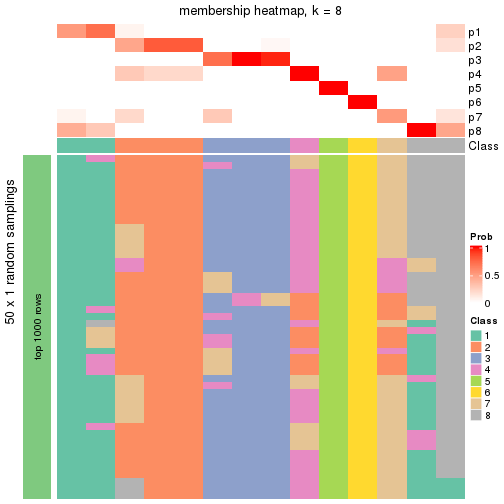 membership heatmap, k = 8
p1
p2
p3
p4
p5
p6
p7
p8
Class
50 x 1 random samplings
top 1000 rows
Prob
1
0.5
0
Class
1
2
3
4
5
6
7
8